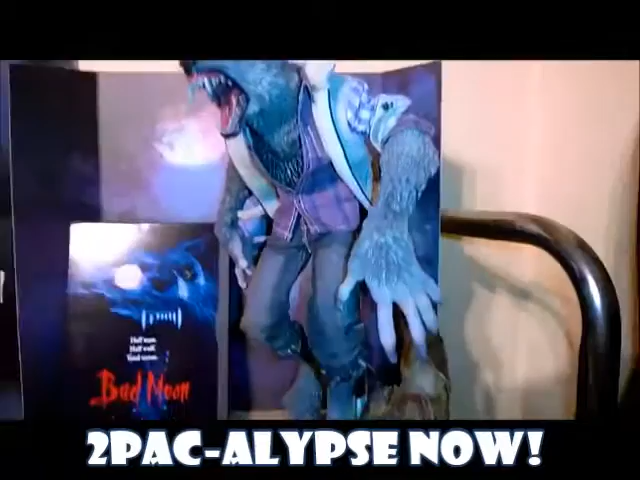 Half man.
Half wolf.
Total terror.
Bad Moon
2PAC-ALYPSE NOW!